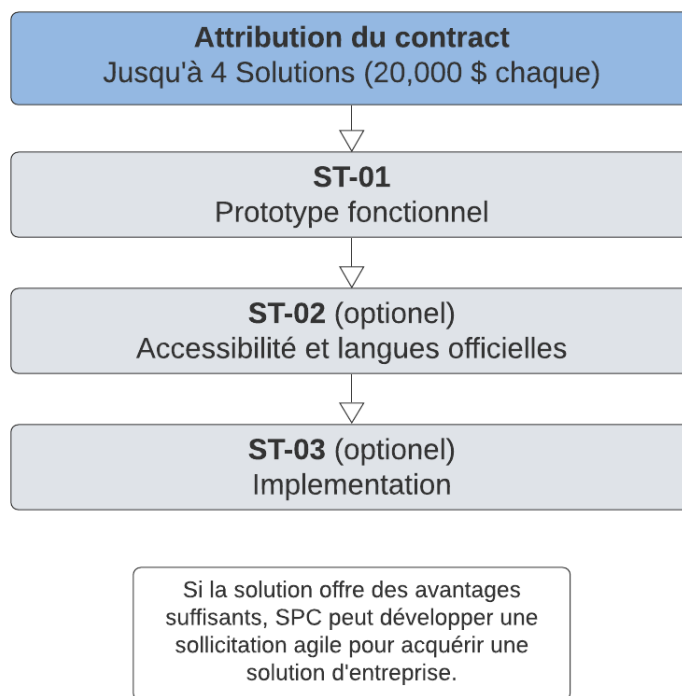 Attribution du contract
Jusqu'à 4 Solutions (20,000 $ chaque)
ST-01
Prototype fonctionnel
ST-02 (optionel)
Accessibilité et langues officielles
ST-03 (optionel)
Implementation
Si la solution offre des avantages
suffisants, SPC peut développer une
sollicitation agile pour acquérir une
solution d'entreprise.